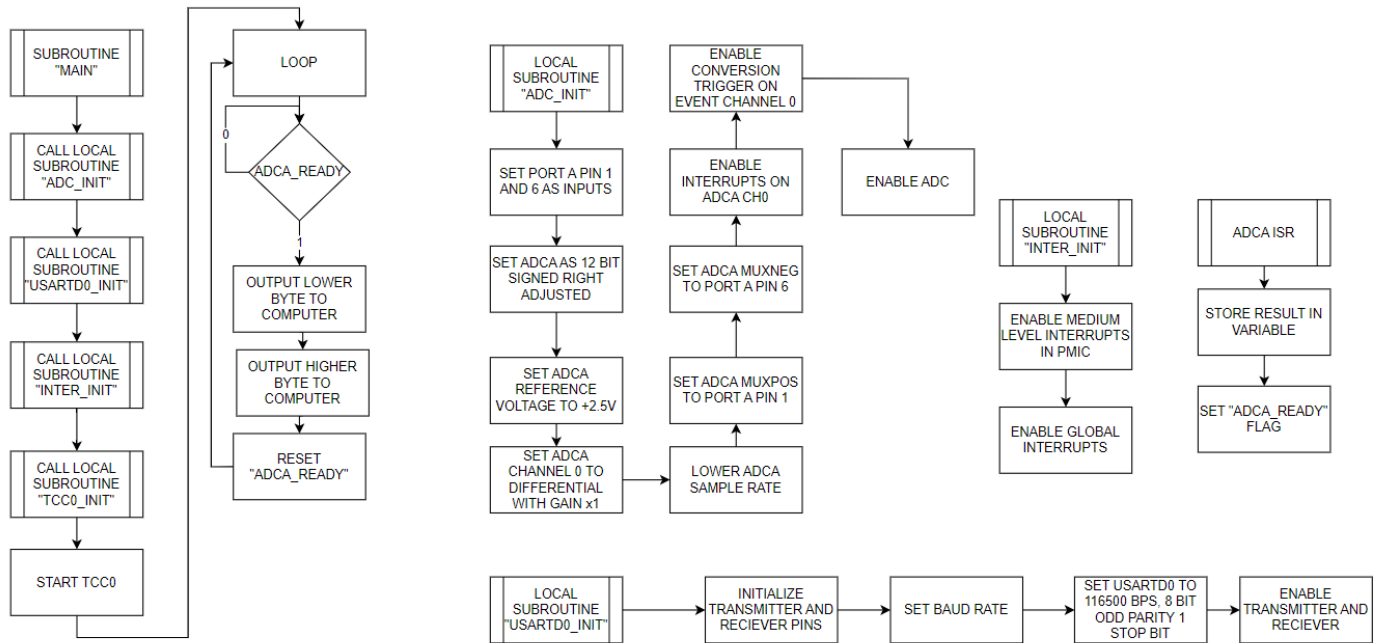 SUBROUTINE
"MAIN"
CALL LOCAL
SUBROUTINE
"ADC_INIT"
CALL LOCAL
SUBROUTINE
"USARTD0_INIT"
CALL LOCAL
SUBROUTINE
"INTER_INIT"
CALL LOCAL
SUBROUTINE
"TCC0_INIT"
START TCC0
LOOP
0
ADCA_READY
1
OUTPUT LOWER
BYTE TO
COMPUTER
OUTPUT HIGHER
BYTE TO
COMPUTER
RESET
"ADCA_READY"
LOCAL
SUBROUTINE
"ADC_INIT"
SET PORT A PIN 1
AND 6 AS INPUTS
SET ADCA AS 12 BIT
SIGNED RIGHT
ADJUSTED
SET ADCA
REFERENCE
VOLTAGE TO +2.5V
SET ADCA
CHANNEL 0 TO
DIFFERENTIAL
WITH GAIN x1
LOWER ADCA
SAMPLE RATE
SET ADCA MUXPOS
TO PORT A PIN 1
SET ADCA MUXNEG
TO PORT A PIN 6
ENABLE
INTERRUPTS ON
ADCA CH0
ENABLE
CONVERSION
TRIGGER ON
EVENT CHANNEL 0
ENABLE ADC
LOCAL
SUBROUTINE
"INTER_INIT"
ENABLE MEDIUM
LEVEL INTERRUPTS
IN PMIC
ENABLE GLOBAL
INTERRUPTS
ADCA ISR
STORE RESULT IN
VARIABLE
SET "ADCA_READY"
FLAG
LOCAL
SUBROUTINE
"USARTD0_INIT"
INITIALIZE
TRANSMITTER AND
RECIEVER PINS
SET BAUD RATE
SET USARTD0 TO
116500 BPS, 8 BIT
ODD PARITY 1
STOP BIT
ENABLE
TRANSMITTER AND
RECIEVER